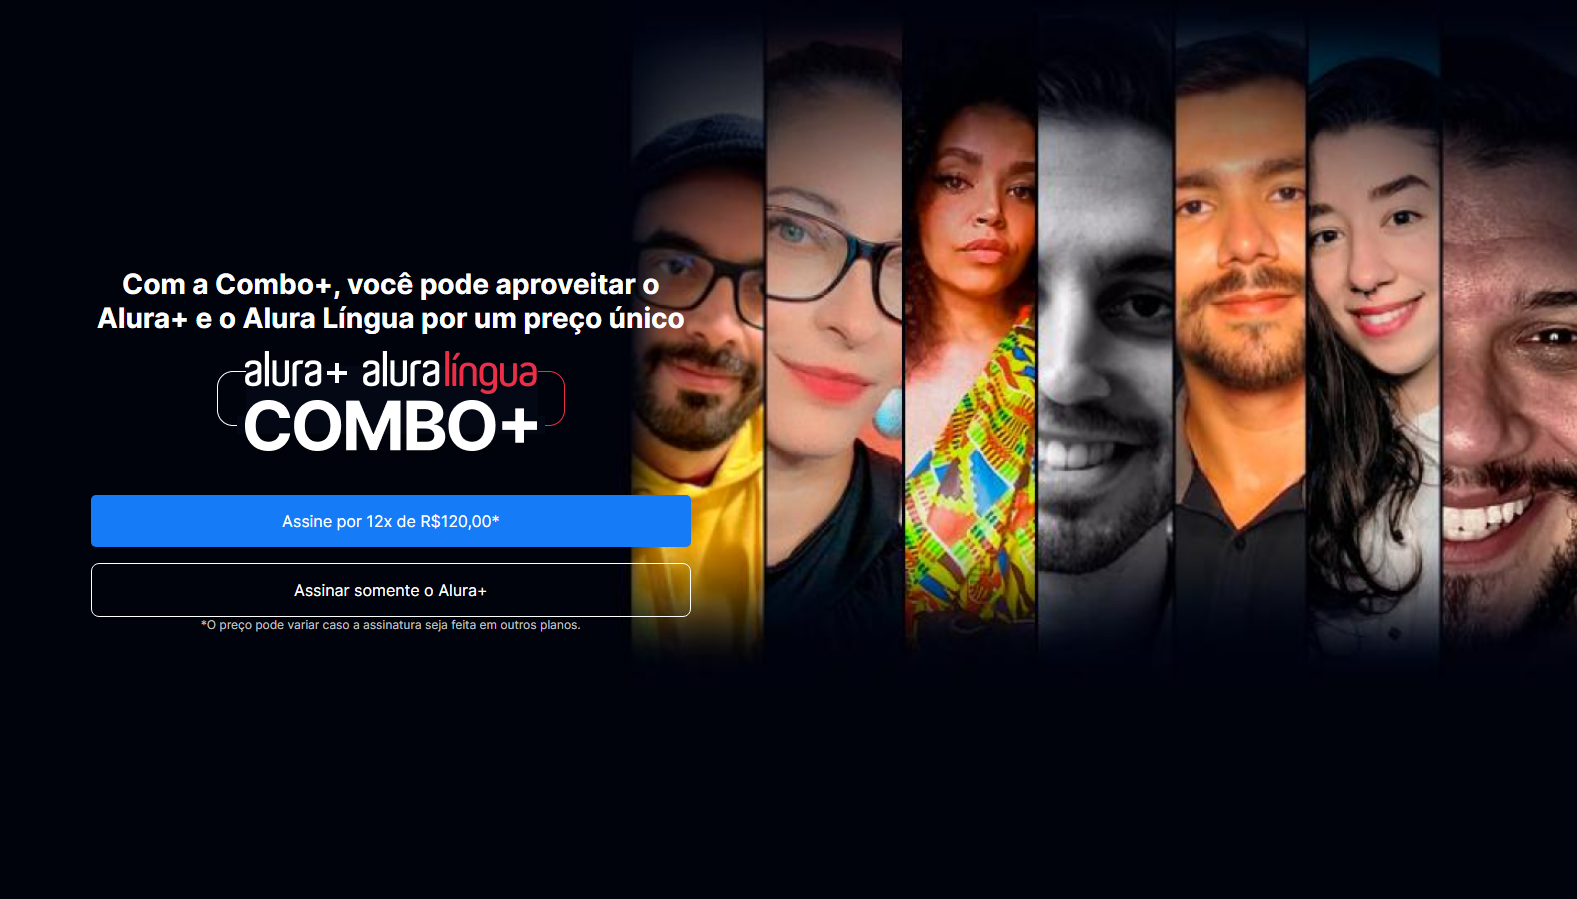 Com a Combo+, você pode aproveitar o
Alura+ e o Alura Língua por um preço único
alura+ aluralíngua
COMBO+
Assine por 12x de R$120,00*
Assinar somente o Alura+
*O preço pode variar caso a assinatura seja feita em outros planos.